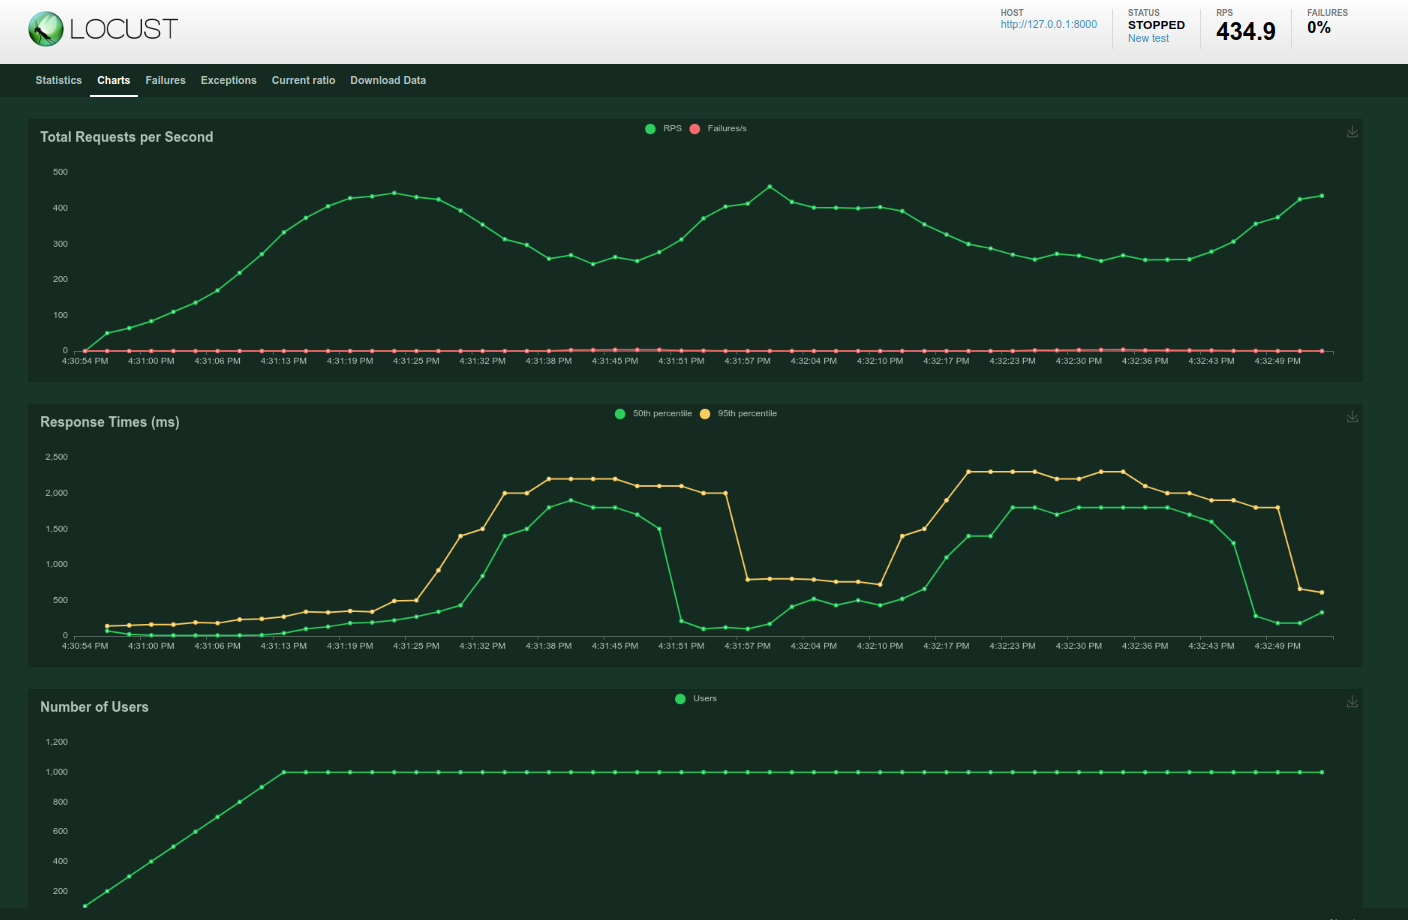 LOCUST
HOST
http://127.0.0.1:8000
STATUS
STOPPED
New test
RPS
434.9
FAILURES
0%
Statistics Charts Failures Exceptions Current ratio Download Data
Total Requests per Second
RPS Failures/s
500
400
300
200
100
0
4:30:54 PM 4:31:00 PM 4:31:06 PM 4:31:13 PM 4:31:19 PM 4:31:25 PM 4:31:32 PM 4:31:38 PM 4:31:45 PM 4:31:51 PM 4:31:57 PM 4:32:04 PM 4:32:10 PM 4:32:17 PM 4:32:23 PM 4:32:30 PM 4:32:36 PM 4:32:43 PM 4:32:49 PM
Response Times (ms)
50th percentile 95th percentile
2,500
2,000
1,500
1,000
500
0
4:30:54 PM 4:31:00 PM 4:31:06 PM 4:31:13 PM 4:31:19 PM 4:31:25 PM 4:31:32 PM 4:31:38 PM 4:31:45 PM 4:31:51 PM 4:31:57 PM 4:32:04 PM 4:32:10 PM 4:32:17 PM 4:32:23 PM 4:32:30 PM 4:32:36 PM 4:32:43 PM 4:32:49 PM
Number of Users
Users
1,200
1,000
800
600
400
200